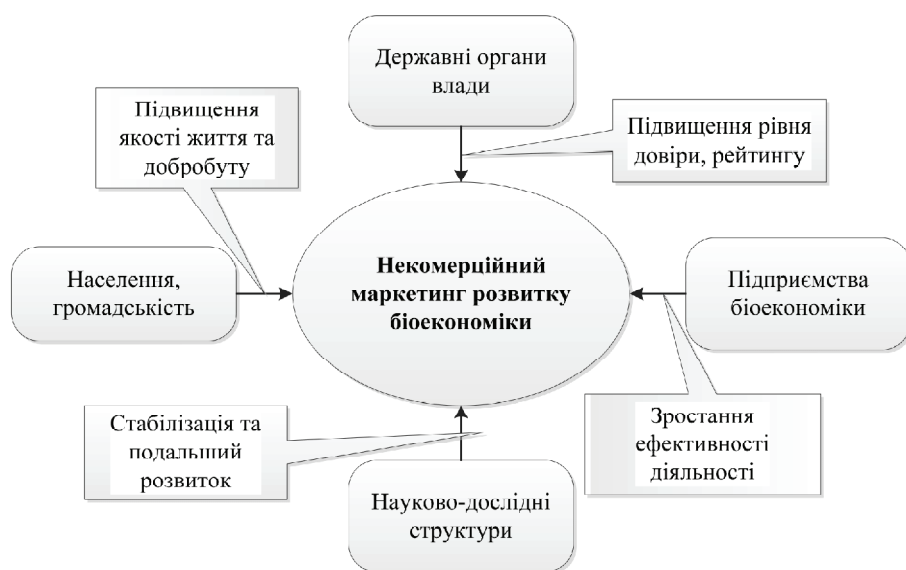 Державні органи
влади
Підвищення
якості життя та
добробуту
Підвищення рівня
довіри, рейтингу
Населення,
громадськість
Некомерційний
маркетинг розвитку
біоекономіки
Підприємства
біоекономіки
Стабілізація та
подальший
розвиток
Зростання
ефективності
діяльності
Науково-дослідні
структури